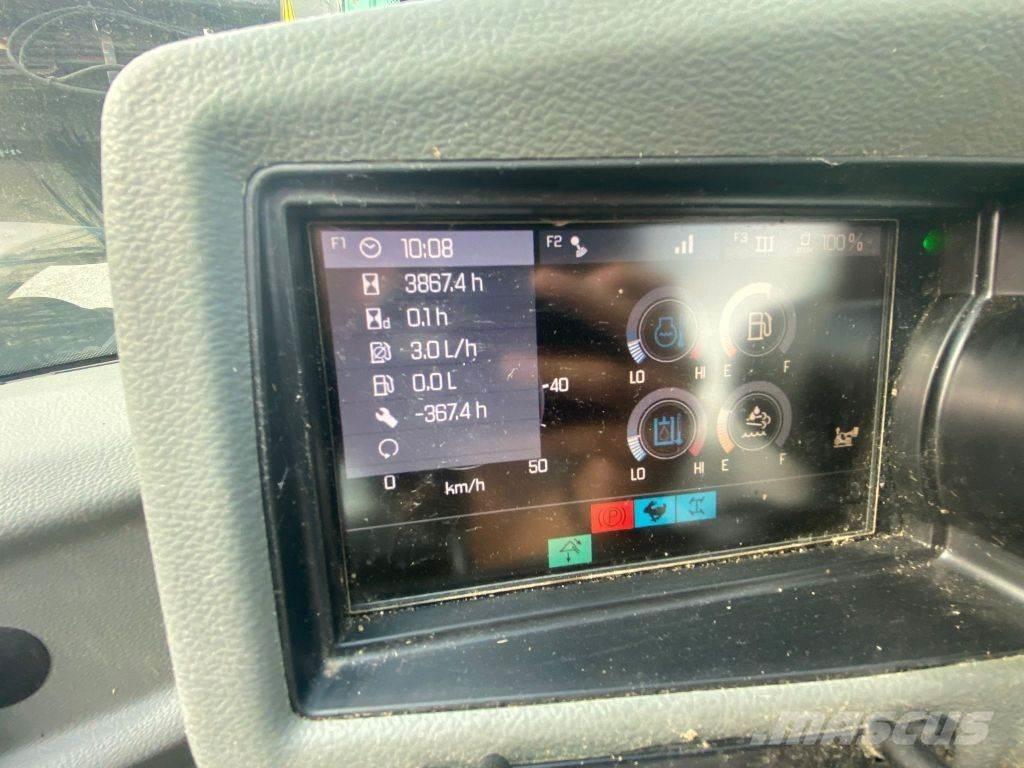 F1 10:08 F2 F3 III 100%
3867.4 h
d 0.1 h
3.0 L/h
0.0 L
-367.4 h
40
50
0 km/h
LO HI E F
LO HI E F
P
MASCUS